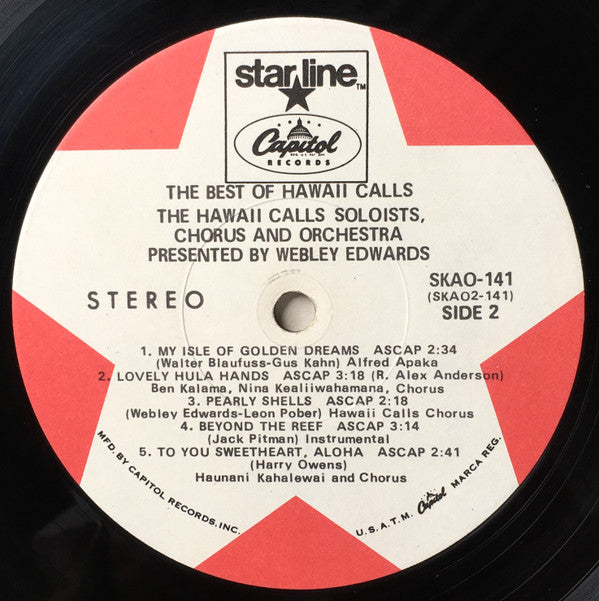 starline™
Capitol
REG. U.S. PAT. OFF.
RECORDS
THE BEST OF HAWAII CALLS
THE HAWAII CALLS SOLOISTS,
CHORUS AND ORCHESTRA
PRESENTED BY WEBLEY EDWARDS
STEREO
SKAO-141
(SKAO2-141)
SIDE 2
1. MY ISLE OF GOLDEN DREAMS ASCAP 2:34
(Walter Blaufuss-Gus Kahn) Alfred Apaka
2. LOVELY HULA HANDS ASCAP 3:18 (R. Alex Anderson)
Ben Kalama, Nina Kealiiwahamana, Chorus
3. PEARLY SHELLS ASCAP 2:18
(Webley Edwards-Leon Pober) Hawaii Calls Chorus
4. BEYOND THE REEF ASCAP 3:14
(Jack Pitman) Instrumental
5. TO YOU SWEETHEART, ALOHA ASCAP 2:41
(Harry Owens)
Haunani Kahalewai and Chorus
MFD. BY CAPITOL RECORDS, INC.
U.S.A. T.M. Capitol MARCA REG.